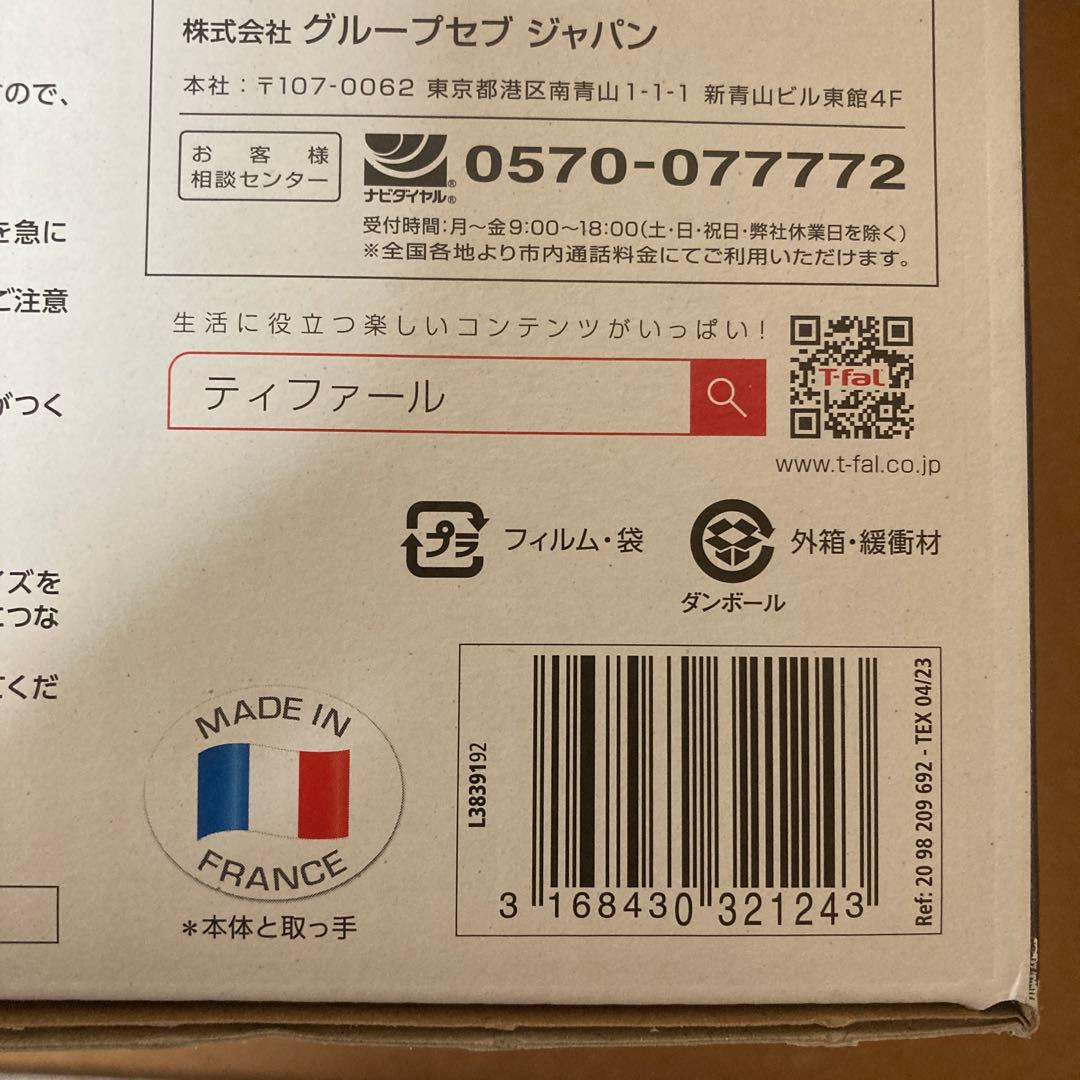 株式会社 グループセブ ジャパン
本社：〒107-0062 東京都港区南青山1-1-1 新青山ビル東館4F
お客様
相談センター
ナビダイヤル®
®
0570-077772
受付時間：月〜金9:00〜18:00(土・日・祝日・弊社休業日を除く)
※全国各地より市内通話料金にてご利用いただけます。
ので、
を急に
ご注意
がつく
イズを
につな
てくだ
生活に役立つ楽しいコンテンツがいっぱい！
ティファール
T-fal
www.t-fal.co.jp
プラ
フィルム・袋
外箱・緩衝材
ダンボール
MADE IN
FRANCE
＊本体と取っ手
L3839192
3 168430 321243
Ref: 20 98 209 692 - TEX 04/23